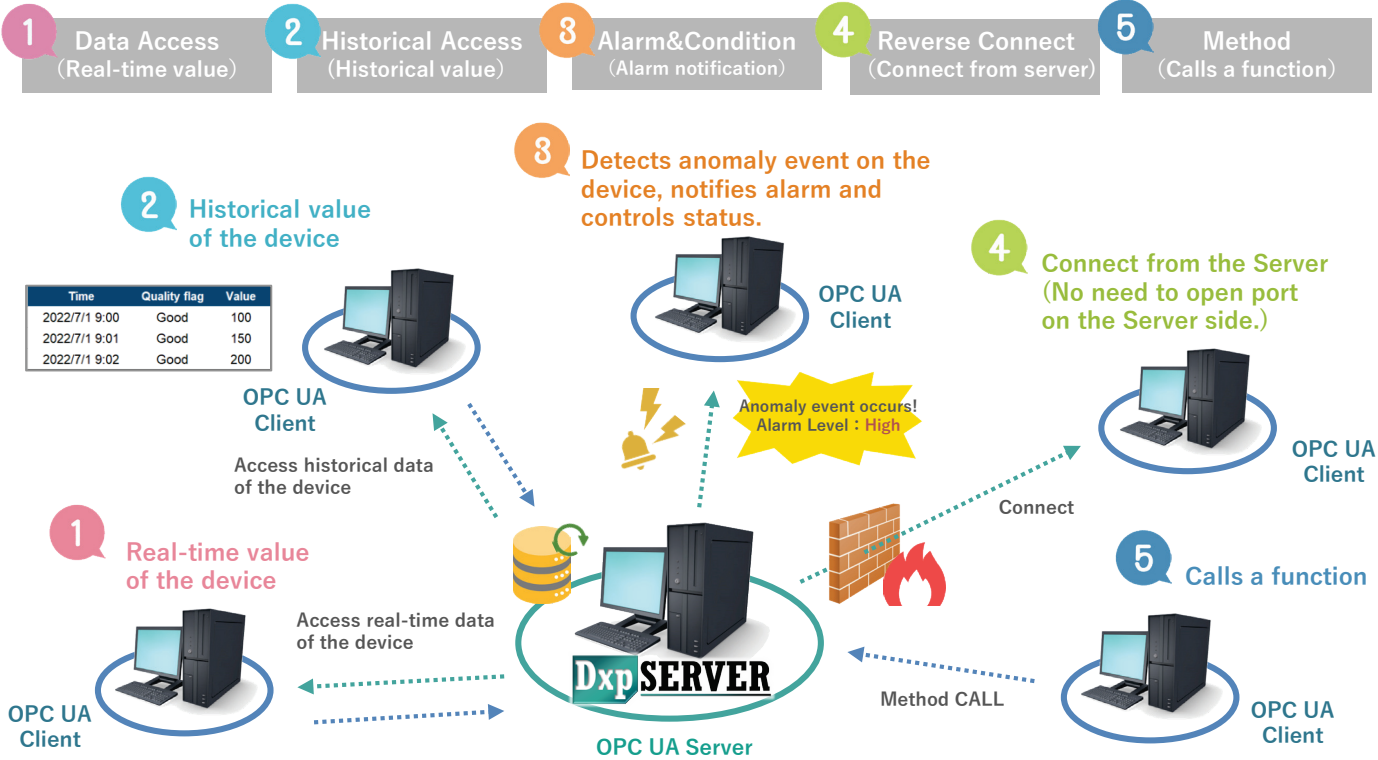 1
Data Access
（Real-time value）
2
Historical Access
（Historical value）
3
Alarm&Condition
（Alarm notification）
4
Reverse Connect
（Connect from server）
5
Method
（Calls a function）
3
Detects anomaly event on the
device, notifies alarm and
controls status.
2
Historical value
of the device
Time Quality flag Value
2022/7/1 9:00 Good 100
2022/7/1 9:01 Good 150
2022/7/1 9:02 Good 200
OPC UA
Client
OPC UA
Client
4
Connect from the Server
(No need to open port
on the Server side.)
OPC UA
Client
Anomaly event occurs!
Alarm Level：High
Access historical data
of the device
Connect
1
Real-time value
of the device
Access real-time data
of the device
OPC UA
Client
DxpSERVER
OPC UA Server
5
Calls a function
Method CALL
OPC UA
Client